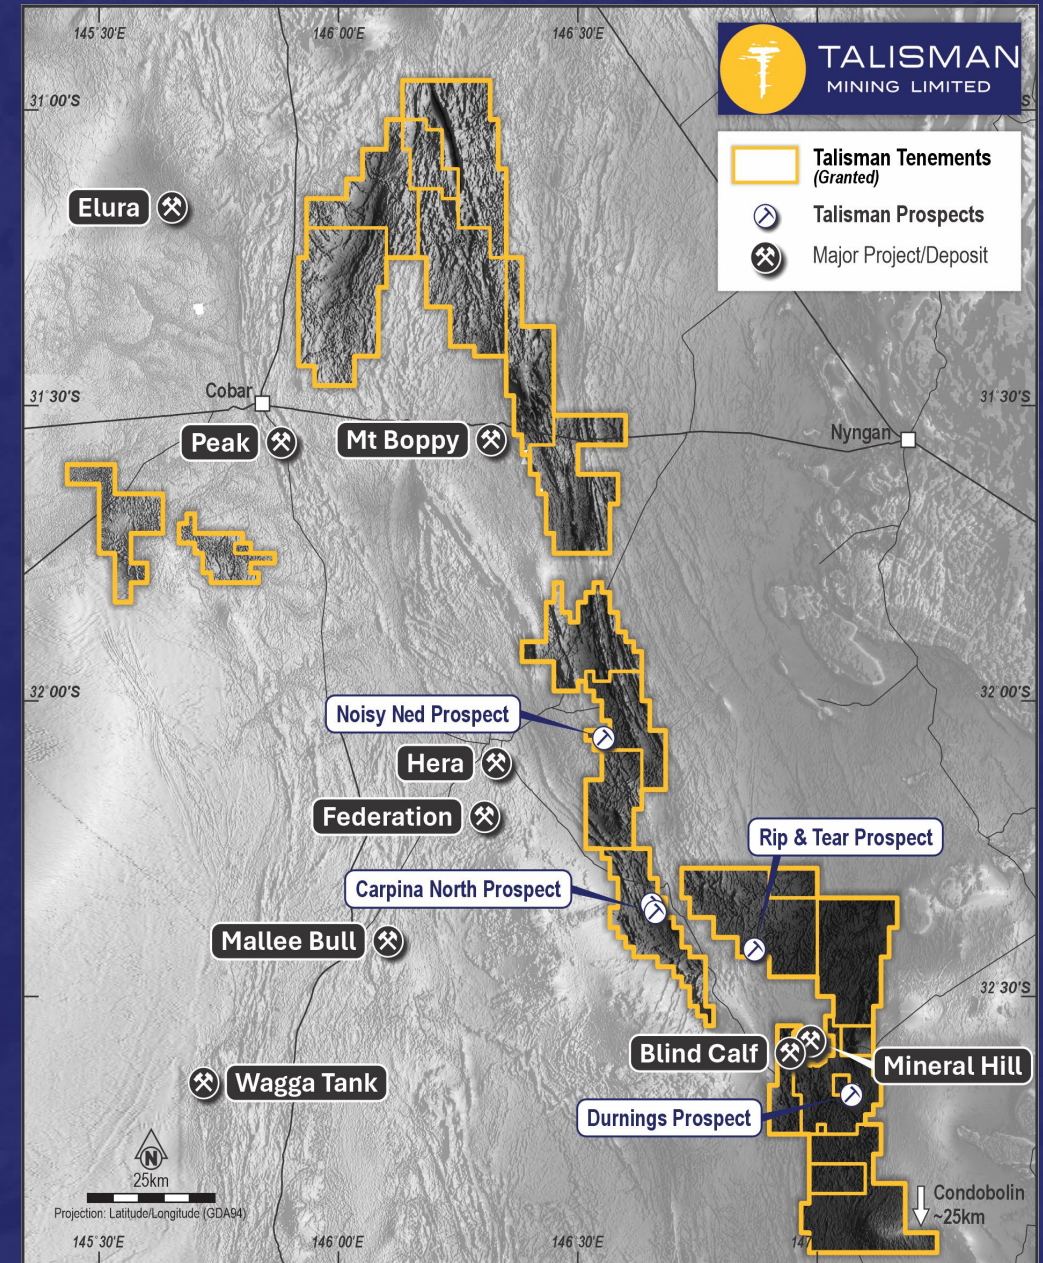 145°30'E
146°00'E
146°30'E
TALISMAN
MINING LIMITED
31°00'S
S
Talisman Tenements
(Granted)
Talisman Prospects
Major Project/Deposit
Elura
Cobar
31°30'S
31°30'S
Peak
Mt Boppy
Nyngan
32°00'S
32°00'S
Noisy Ned Prospect
Hera
Federation
Rip & Tear Prospect
Carpina North Prospect
Mallee Bull
32°30'S
Blind Calf
Mineral Hill
Wagga Tank
Durnings Prospect
N
25km
Projection: Latitude/Longitude (GDA94)
Condobolin
~25km
145°30'E
146°00'E
146°30'E
147